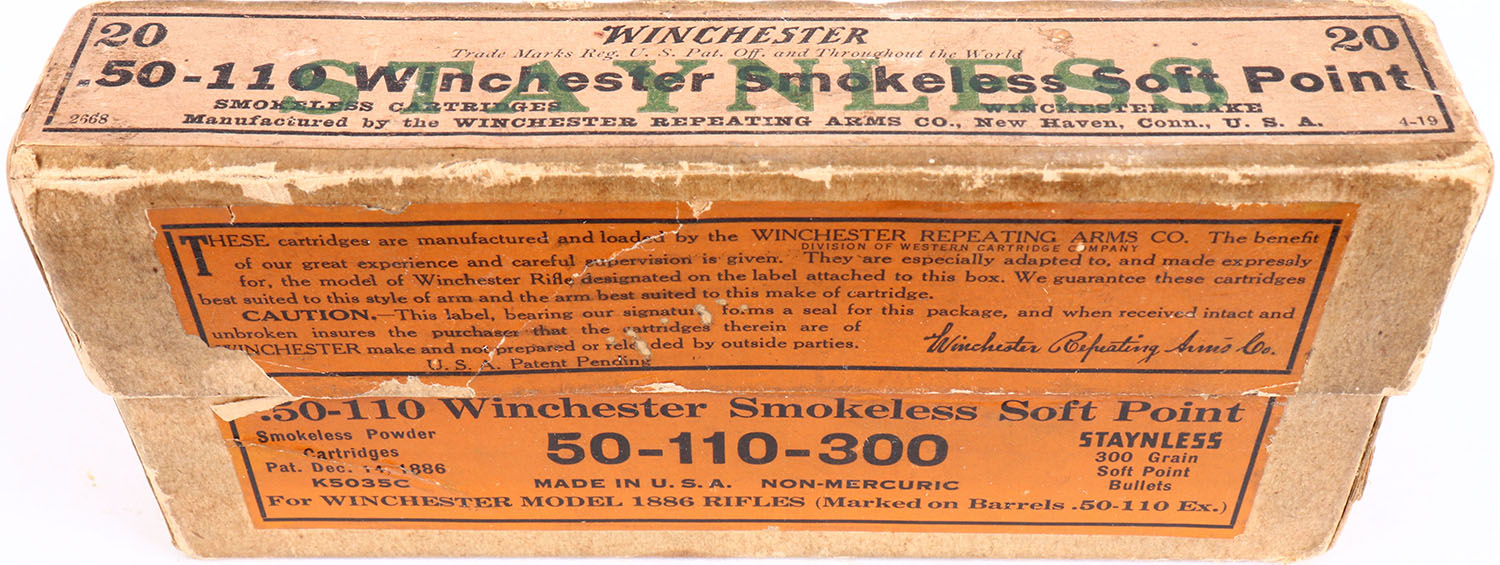 20 WINCHESTER 20
Trade Marks Reg. U. S. Pat. Off. and Throughout the World
STAYNLESS
.50-110 Winchester Smokeless Soft Point
SMOKELESS CARTRIDGES WINCHESTER MAKE
2668 Manufactured by the WINCHESTER REPEATING ARMS CO., New Haven, Conn., U. S. A. 4-19
THESE cartridges are manufactured and loaded by the WINCHESTER REPEATING ARMS CO. The benefit
DIVISION OF WESTERN CARTRIDGE COMPANY
of our great experience and careful supervision is given. They are especially adapted to, and made expressly
for, the model of Winchester Rifle designated on the label attached to this box. We guarantee these cartridges
best suited to this style of arm and the arm best suited to this make of cartridge.
CAUTION.—This label, bearing our signature forms a seal for this package, and when received intact and
unbroken insures the purchaser that the cartridges therein are of
WINCHESTER make and not prepared or reloaded by outside parties.
Winchester Repeating Arms Co.
U. S. A. Patent Pending
.50-110 Winchester Smokeless Soft Point
Smokeless Powder
Cartridges
Pat. Dec. 14, 1886
K5035C
50-110-300
MADE IN U. S. A. NON-MERCURIC
STAYNLESS
300 Grain
Soft Point
Bullets
For WINCHESTER MODEL 1886 RIFLES (Marked on Barrels .50-110 Ex.)